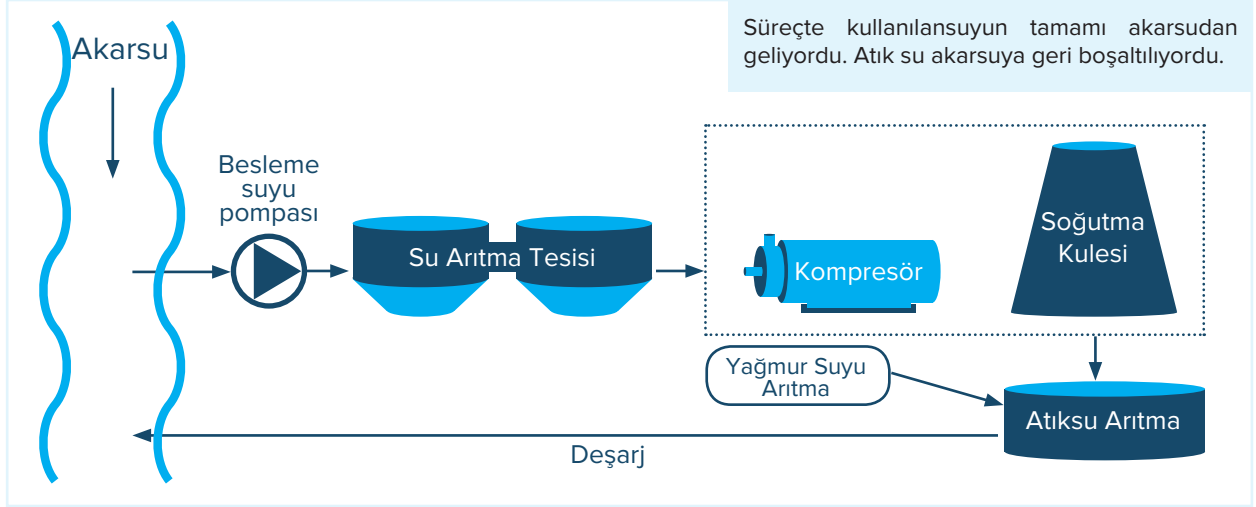 Süreçte kullanılansuyun tamamı akarsudan
geliyordu. Atık su akarsuya geri boşaltılıyordu.
Akarsu
Besleme
suyu
pompası
Su Arıtma Tesisi
Kompresör
Soğutma
Kulesi
Yağmur Suyu
Arıtma
Atıksu Arıtma
Deşarj